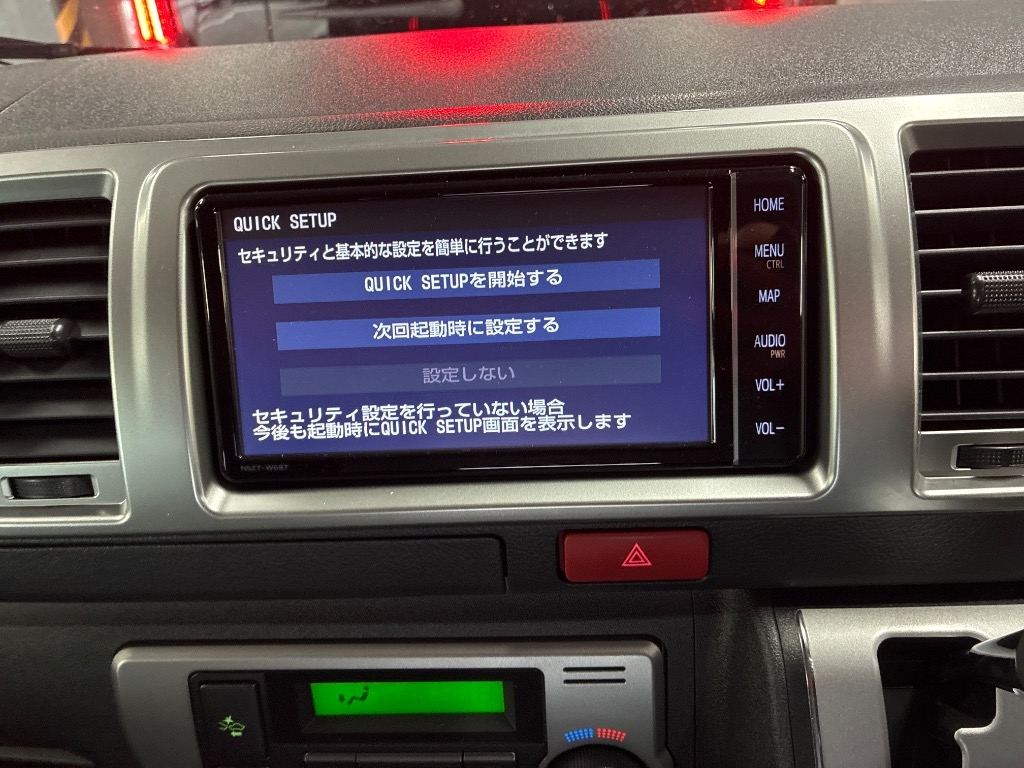 QUICK SETUP
セキュリティと基本的な設定を簡単に行うことができます
QUICK SETUPを開始する
次回起動時に設定する
設定しない
セキュリティ設定を行っていない場合
今後も起動時にQUICK SETUP画面を表示します
NSZT-W68T
HOME
MENU
CTRL
MAP
AUDIO
PWR
VOL+
VOL-